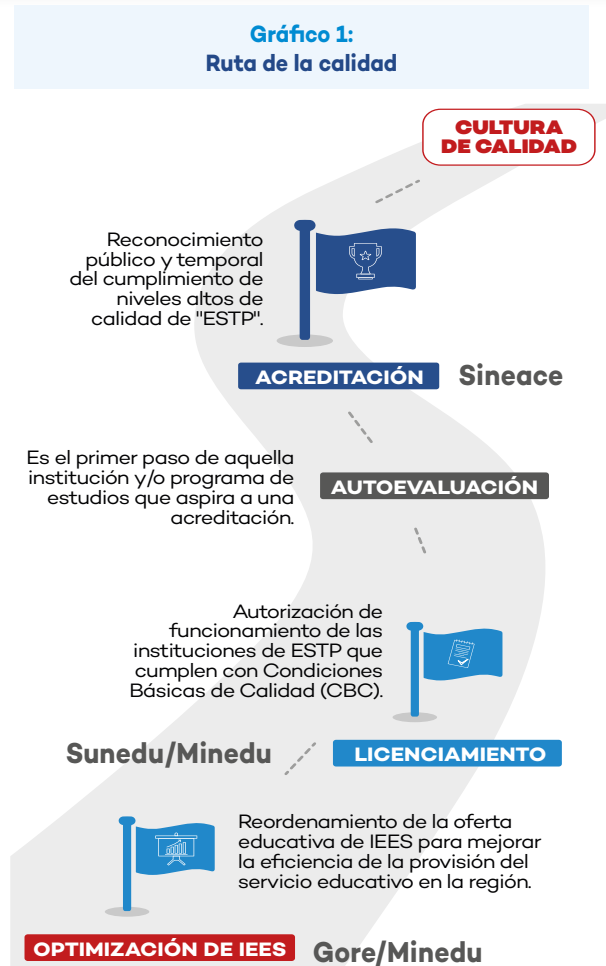 Gráfico 1:
Ruta de la calidad
CULTURA
DE CALIDAD
Reconocimiento
público y temporal
del cumplimiento de
niveles altos de
calidad de "ESTP".
ACREDITACIÓN
Sineace
Es el primer paso de aquella
institución y/o programa de
estudios que aspira a una
acreditación.
AUTOEVALUACIÓN
Autorización de
funcionamiento de las
instituciones de ESTP que
cumplen con Condiciones
Básicas de Calidad (CBC).
Sunedu/Minedu
LICENCIAMIENTO
Reordenamiento de la oferta
educativa de IEES para mejorar
la eficiencia de la provisión del
servicio educativo en la región.
OPTIMIZACIÓN DE IEES
Gore/Minedu